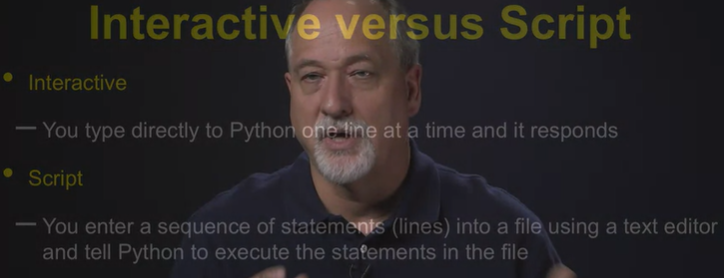 Interactive versus Script
• Interactive
— You type directly to Python one line at a time and it responds
• Script
— You enter a sequence of statements (lines) into a file using a text editor
and tell Python to execute the statements in the file